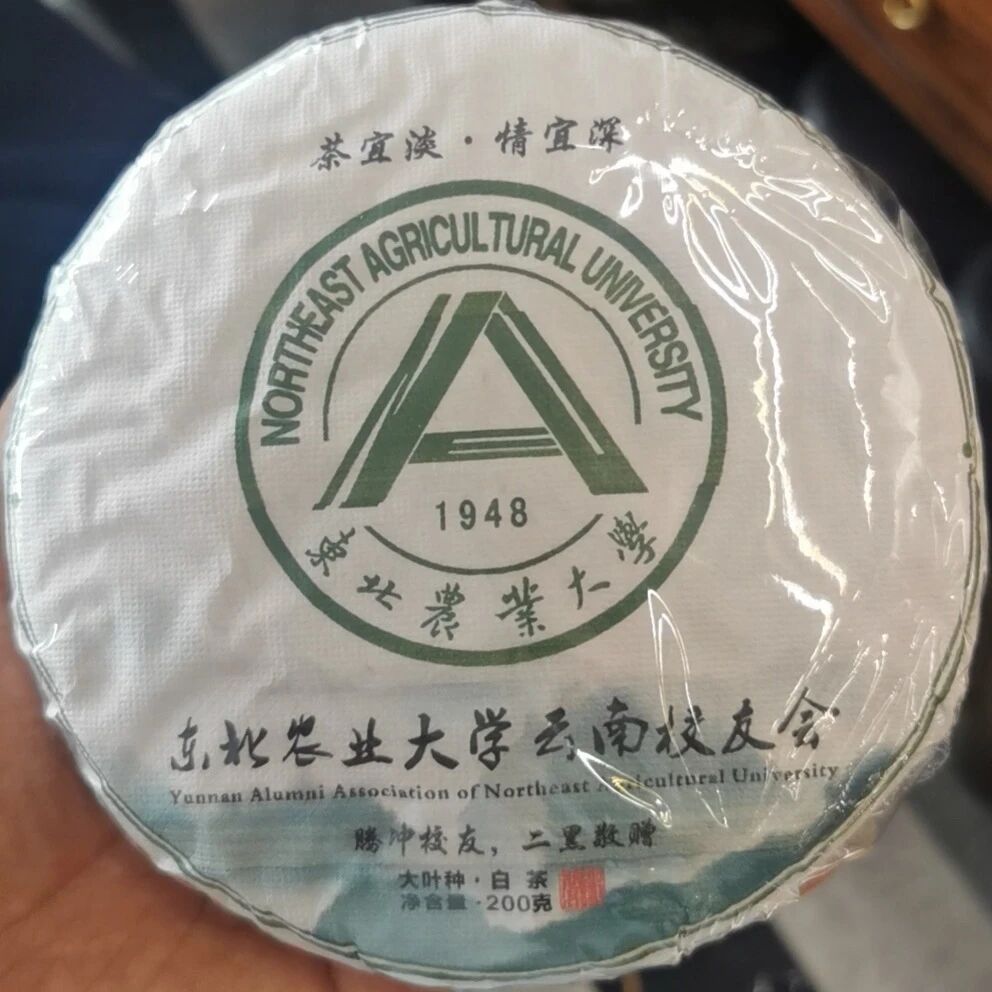 茶宜淡·情宜深
NORTHEAST AGRICULTURAL UNIVERSITY
1948
東北農業大學
东北农业大学云南校友会
Yunnan Alumni Association of Northeast Agricultural University
腾冲校友，二黑敬赠
大叶种·白茶
净含量·200克